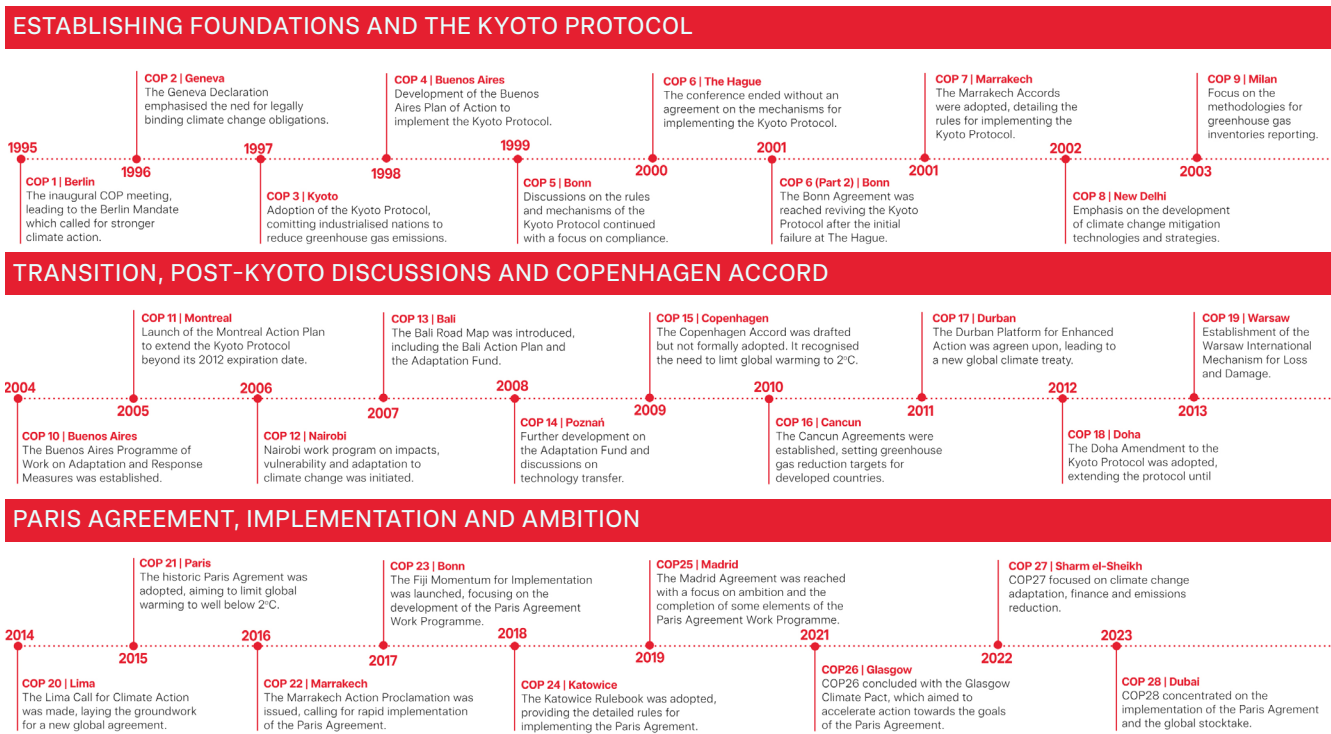 ESTABLISHING FOUNDATIONS AND THE KYOTO PROTOCOL
1995
COP 1 | Berlin
The inaugural COP meeting,
leading to the Berlin Mandate
which called for stronger
climate action.
COP 2 | Geneva
The Geneva Declaration
emphasised the ned for legally
binding climate change obligations.
1996
1997
COP 3 | Kyoto
Adoption of the Kyoto Protocol,
comitting industrialised nations to
reduce greenhouse gas emissions.
COP 4 | Buenos Aires
Development of the Buenos
Aires Plan of Action to
implement the Kyoto Protocol.
1998
1999
COP 5 | Bonn
Discussions on the rules
and mechanisms of the
Kyoto Protocol continued
with a focus on compliance.
COP 6 | The Hague
The conference ended without an
agreement on the mechanisms for
implementing the Kyoto Protocol.
2000
2001
COP 6 (Part 2) | Bonn
The Bonn Agreement was
reached reviving the Kyoto
Protocol after the initial
failure at The Hague.
COP 7 | Marrakech
The Marrakech Accords
were adopted, detailing the
rules for implementing the
Kyoto Protocol.
2001
2002
COP 8 | New Delhi
Emphasis on the development
of climate change mitigation
technologies and strategies.
COP 9 | Milan
Focus on the
methodologies for
greenhouse gas
inventories reporting.
2003
TRANSITION, POST-KYOTO DISCUSSIONS AND COPENHAGEN ACCORD
2004
COP 10 | Buenos Aires
The Buenos Aires Programme of
Work on Adaptation and Response
Measures was established.
COP 11 | Montreal
Launch of the Montreal Action Plan
to extend the Kyoto Protocol
beyond its 2012 expiration date.
2005
2006
COP 12 | Nairobi
Nairobi work program on impacts,
vulnerability and adaptation to
climate change was initiated.
COP 13 | Bali
The Bali Road Map was introduced,
including the Bali Action Plan and
the Adaptation Fund.
2007
2008
COP 14 | Poznań
Further development on
the Adaptation Fund and
discussions on
technology transfer.
COP 15 | Copenhagen
The Copenhagen Accord was drafted
but not formally adopted. It recognised
the need to limt global warming to 2°C.
2009
2010
COP 16 | Cancun
The Cancun Agreements were
established, setting greenhouse
gas reduction targets for
developed countries.
COP 17 | Durban
The Durban Platform for Enhanced
Action was agreen upon, leading to
a new global climate treaty.
2011
2012
COP 18 | Doha
The Doha Amendment to the
Kyoto Protocol was adopted,
extending the protocol until
COP 19 | Warsaw
Establishment of the
Warsaw International
Mechanism for Loss
and Damage.
2013
PARIS AGREEMENT, IMPLEMENTATION AND AMBITION
2014
COP 20 | Lima
The Lima Call for Climate Action
was made, laying the groundwork
for a new global agreement.
COP 21 | Paris
The historic Paris Agrement was
adopted, aiming to limit global
warming to well below 2°C.
2015
2016
COP 22 | Marrakech
The Marrakech Action Proclamation was
issued, calling for rapid implementation
of the Paris Agreement.
COP 23 | Bonn
The Fiji Momentum for Implementation
was launched, focusing on the
development of the Paris Agreement
Work Programme.
2017
2018
COP 24 | Katowice
The Katowice Rulebook was adopted,
providing the detailed rules for
implementing the Paris Agreement.
COP25 | Madrid
The Madrid Agreement was reached
with a focus on ambition and the
completion of some elements of the
Paris Agreement Work Programme.
2019
2021
COP26 | Glasgow
COP26 concluded with the Glasgow
Climate Pact, which aimed to
accelerate action towards the goals
of the Paris Agreement.
COP 27 | Sharm el-Sheikh
COP27 focused on climate change
adaptation, finance and emissions
reduction.
2022
2023
COP 28 | Dubai
COP28 concentrated on the
implementation of the Paris Agrement
and the global stocktake.